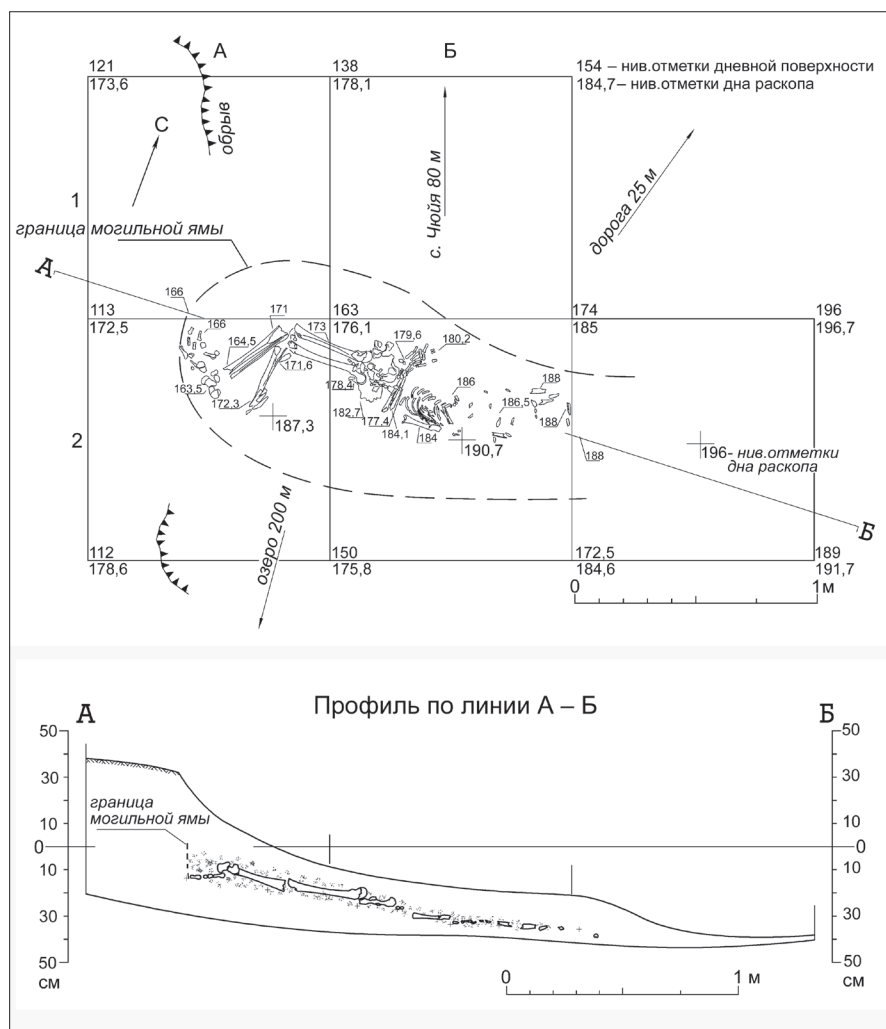 А
Б
121
173,6
138
178,1
154 – нив.отметки дневной поверхности
184,7– нив.отметки дна раскопа
обрыв
С
с. Чюйя 80 м
дорога 25 м
1
граница могильной ямы
А
166
113
172,5
166
171
163
176,1
173
179,6
180,2
174
185
196
196,7
164,5
171,6
163,5
172,3
178,4
182,7
177,4
184,1
184
186
186,5
188
188
188
187,3
190,7
2
196- нив.отметки
дна раскопа
Б
озеро 200 м
112
178,6
150
175,8
172,5
184,6
189
191,7
0
1м
Профиль по линии А – Б
А
Б
50
30
10
0
10
30
50
см
граница
могильной ямы
50
30
10
0
10
30
50
см
0
1 м